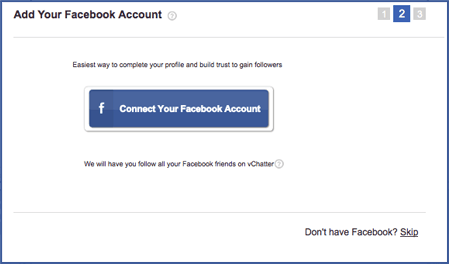 Add Your Facebook Account ?
1 2 3
Easiest way to complete your profile and build trust to gain followers
f Connect Your Facebook Account
We will have you follow all your Facebook friends on vChatter ?
Don't have Facebook? Skip